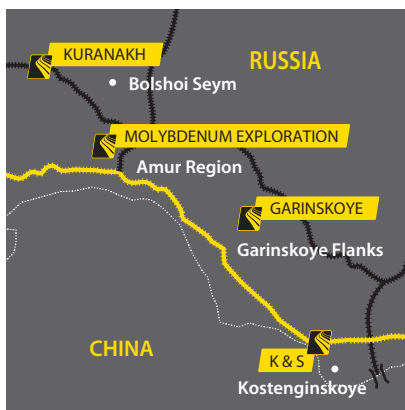 KURANAKH
RUSSIA
Bolshoi Seym
MOLYBDENUM EXPLORATION
Amur Region
GARINSKOYE
Garinskoye Flanks
CHINA
K & S
Kostenginskoye